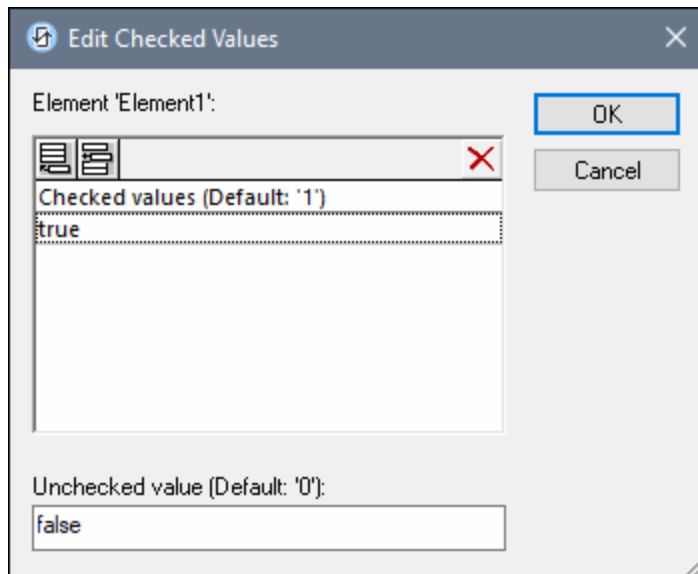 Edit Checked Values
Element 'Element1':
OK
Cancel
Checked values (Default: '1')
true
Unchecked value (Default: '0'):
false